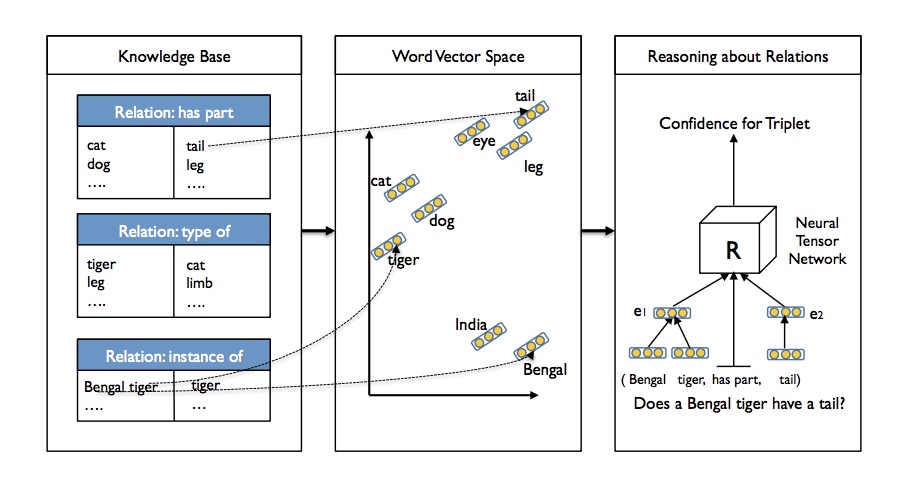 Knowledge Base
Relation: has part
cat tail
dog leg
.... ....
Relation: type of
tiger cat
leg limb
.... ....
Relation: instance of
Bengal tiger tiger
.... ...
Word Vector Space
tail
eye
leg
cat
dog
tiger
India
Bengal
Reasoning about Relations
Confidence for Triplet
R
Neural
Tensor
Network
e1
e2
( Bengal tiger, has part, tail)
Does a Bengal tiger have a tail?